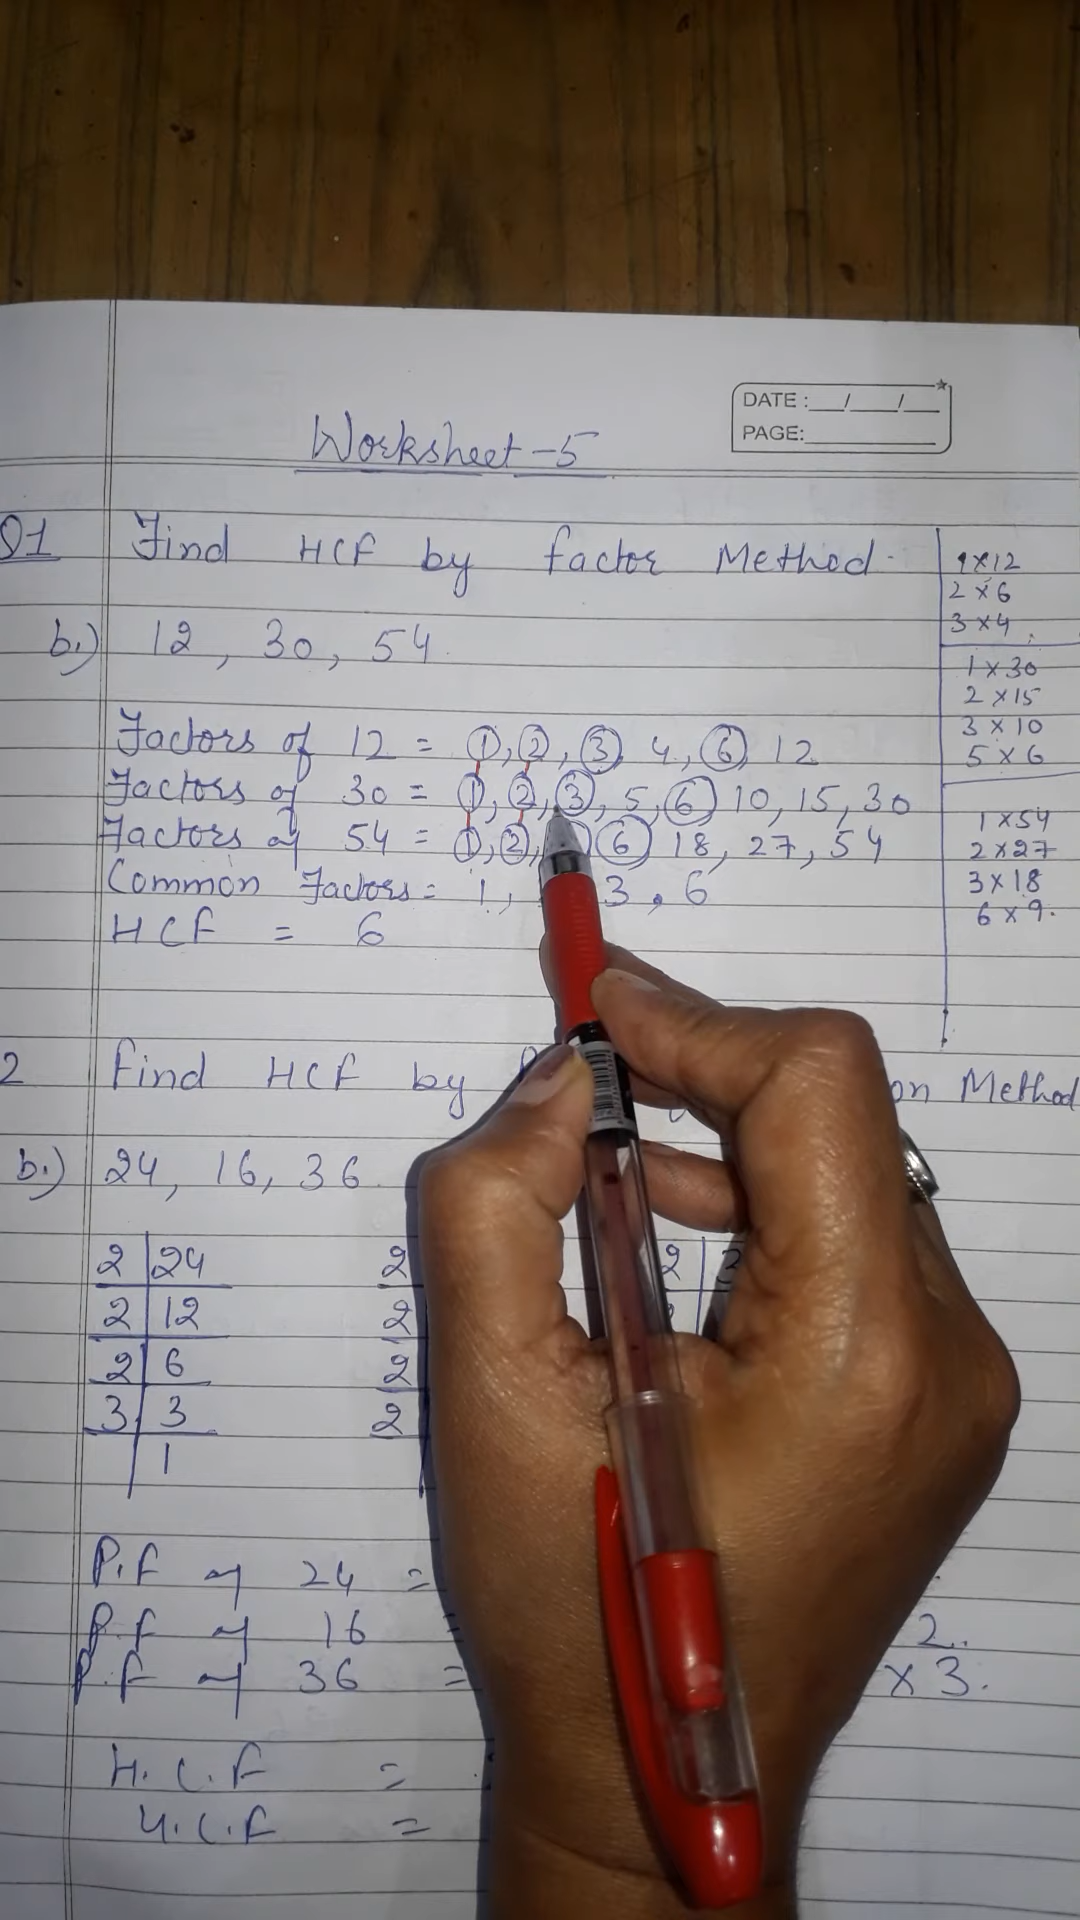 DATE : __/__/__
PAGE: ________
Worksheet-5
Q1 Find HCF by factor Method.
b.) 12, 30, 54.
Factors of 12 = 1, 2, 3, 4, 6, 12
Factors of 30 = 1, 2, 3, 5, 6, 10, 15, 30
Factors of 54 = 1, 2, 6 18, 27, 54
Common Factors = 1, 3, 6
HCF = 6
1×12
2×6
3×4
1×30
2×15
3×10
5×6
1×54
2×27
3×18
6×9.
2 Find HCF by on Method
b.) 24, 16, 36.
2 24 2 2
2 12 2
2 6 2
3 3 2
1
P.F of 24 =
P.F of 16 = 2.
P.F of 36 = × 3.
H.C.F =
H.C.F =